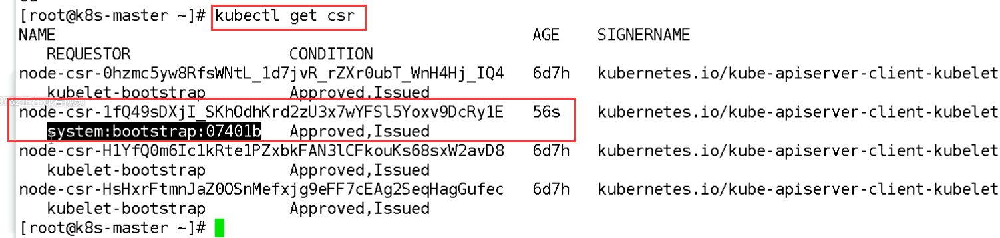 [root@k8s-master ~]# kubectl get csr
NAME AGE SIGNERNAME
REQUESTOR CONDITION
node-csr-0hzmc5yw8RfsWNtL_1d7jvR_rZXr0ubT_WnH4Hj_IQ4 6d7h kubernetes.io/kube-apiserver-client-kubelet
kubelet-bootstrap Approved,Issued
node-csr-1fQ49sDXjI_SKhOdhKrd2zU3x7wYFSl5Yoxv9DcRy1E 56s kubernetes.io/kube-apiserver-client-kubelet
system:bootstrap:07401b Approved,Issued
node-csr-H1YfQ0m6Ic1kRte1PZxbkFAN3lCFkouKs68sxW2avD8 6d7h kubernetes.io/kube-apiserver-client-kubelet
kubelet-bootstrap Approved,Issued
node-csr-HsHxrFtmnJaZ0OSnMefxjg9eFF7cEAg2SeqHagGufec 6d7h kubernetes.io/kube-apiserver-client-kubelet
kubelet-bootstrap Approved,Issued
[root@k8s-master ~]#